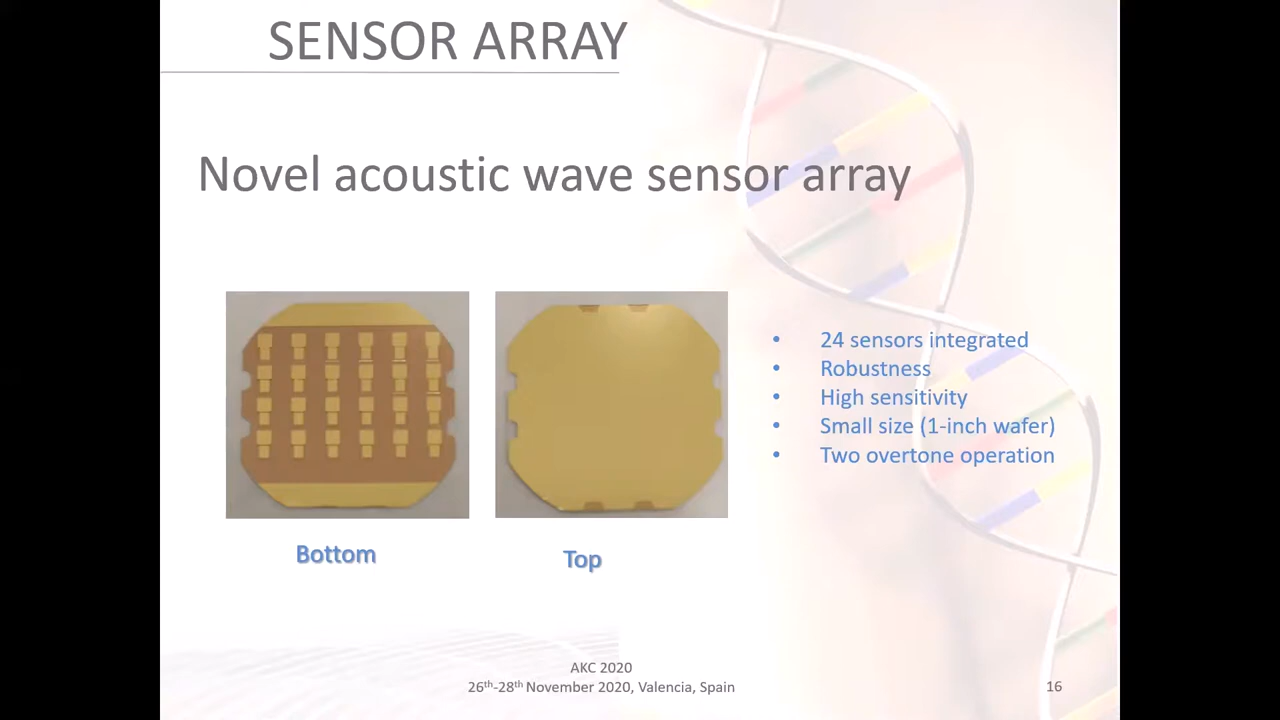 SENSOR ARRAY
Novel acoustic wave sensor array
• 24 sensors integrated
• Robustness
• High sensitivity
• Small size (1-inch wafer)
• Two overtone operation
Bottom
Top
AKC 2020
26th-28th November 2020, Valencia, Spain
16